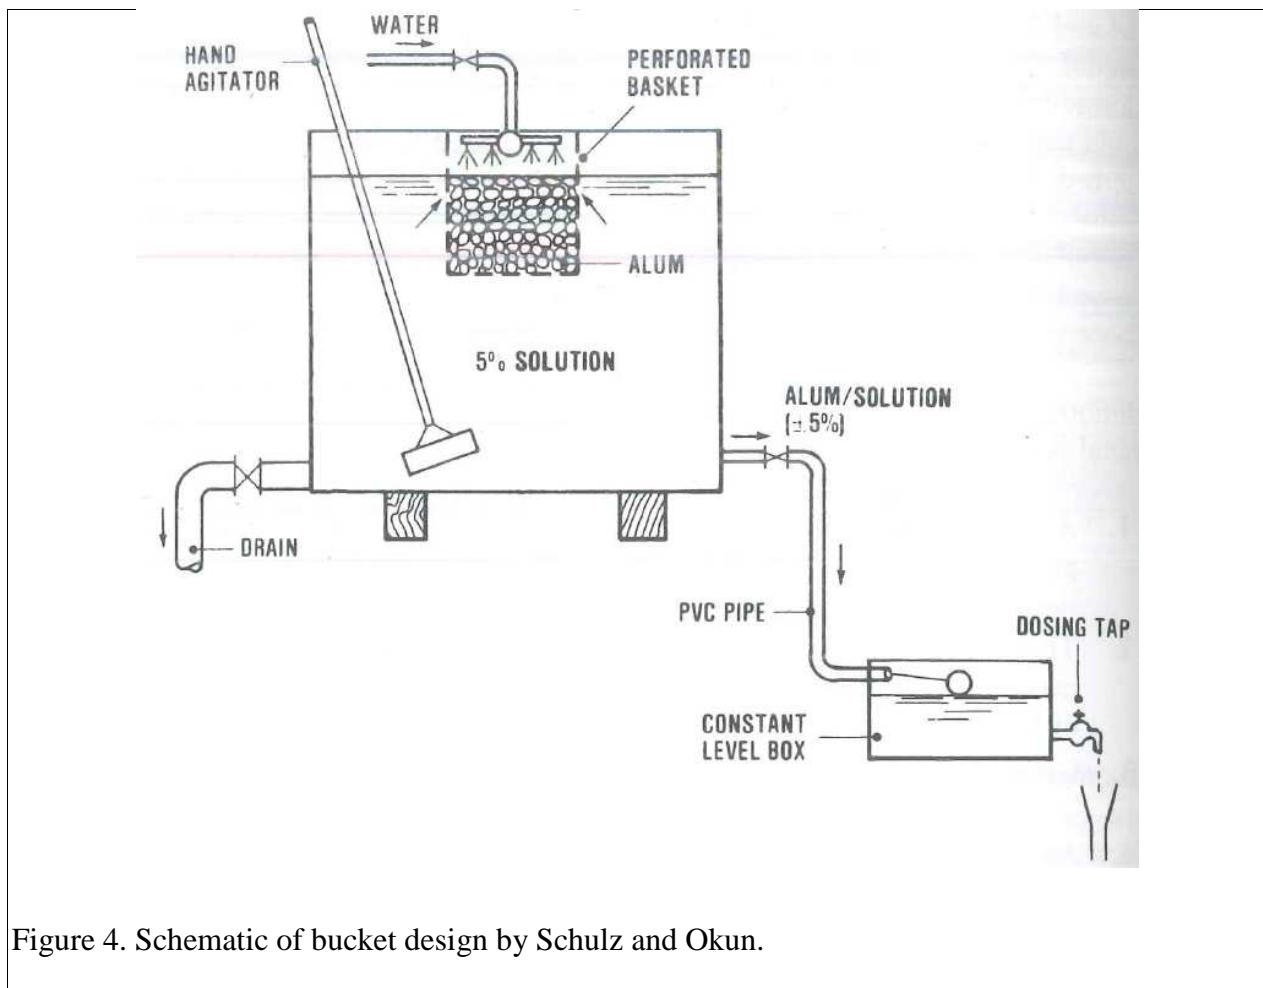 WATER
HAND
AGITATOR
PERFORATED
BASKET
ALUM
5% SOLUTION
ALUM/SOLUTION
(±5%)
DRAIN
PVC PIPE
DOSING TAP
CONSTANT
LEVEL BOX
Figure 4. Schematic of bucket design by Schulz and Okun.